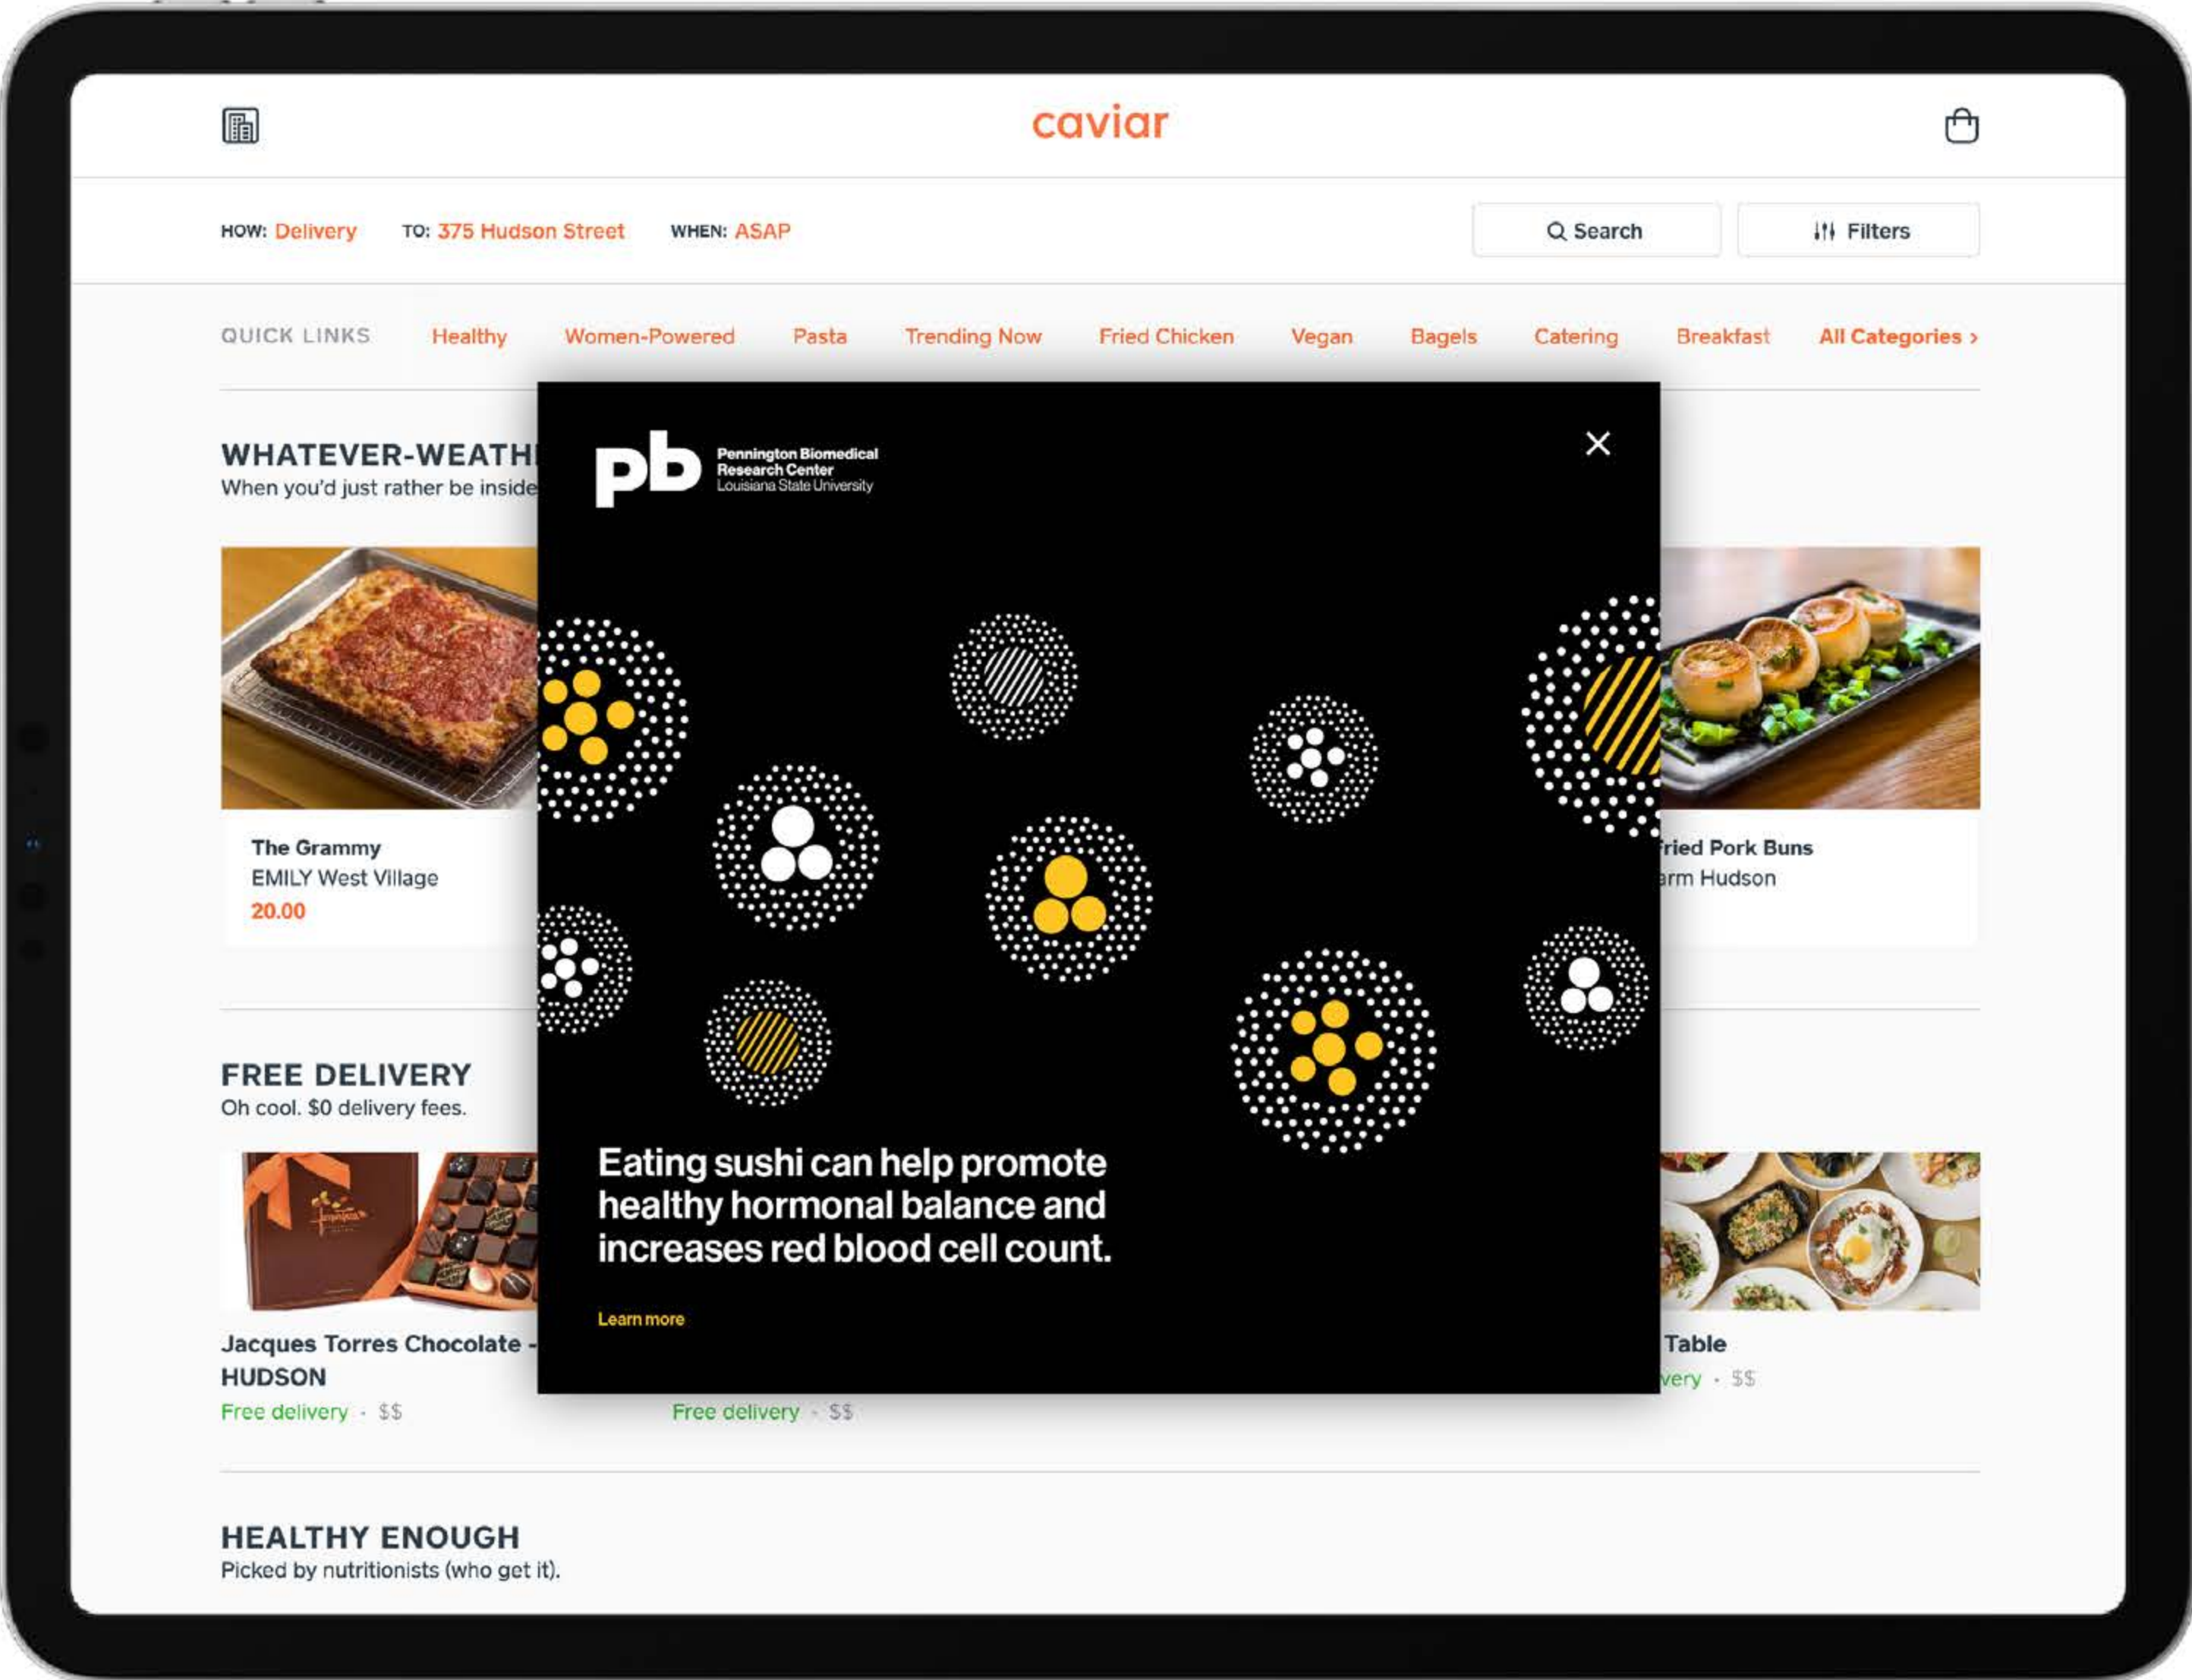 caviar
HOW: Delivery TO: 375 Hudson Street WHEN: ASAP
Search
Filters
QUICK LINKS Healthy Women-Powered Pasta Trending Now Fried Chicken Vegan Bagels Catering Breakfast All Categories ›
WHATEVER-WEATH
When you'd just rather be inside
pb
Pennington Biomedical
Research Center
Louisiana State University
The Grammy
EMILY West Village
20.00
Fried Pork Buns
arm Hudson
FREE DELIVERY
Oh cool. $0 delivery fees.
Eating sushi can help promote
healthy hormonal balance and
increases red blood cell count.
Learn more
Jacques Torres Chocolate -
HUDSON
Free delivery · $$
Free delivery · $$
Table
very · $$
HEALTHY ENOUGH
Picked by nutritionists (who get it).